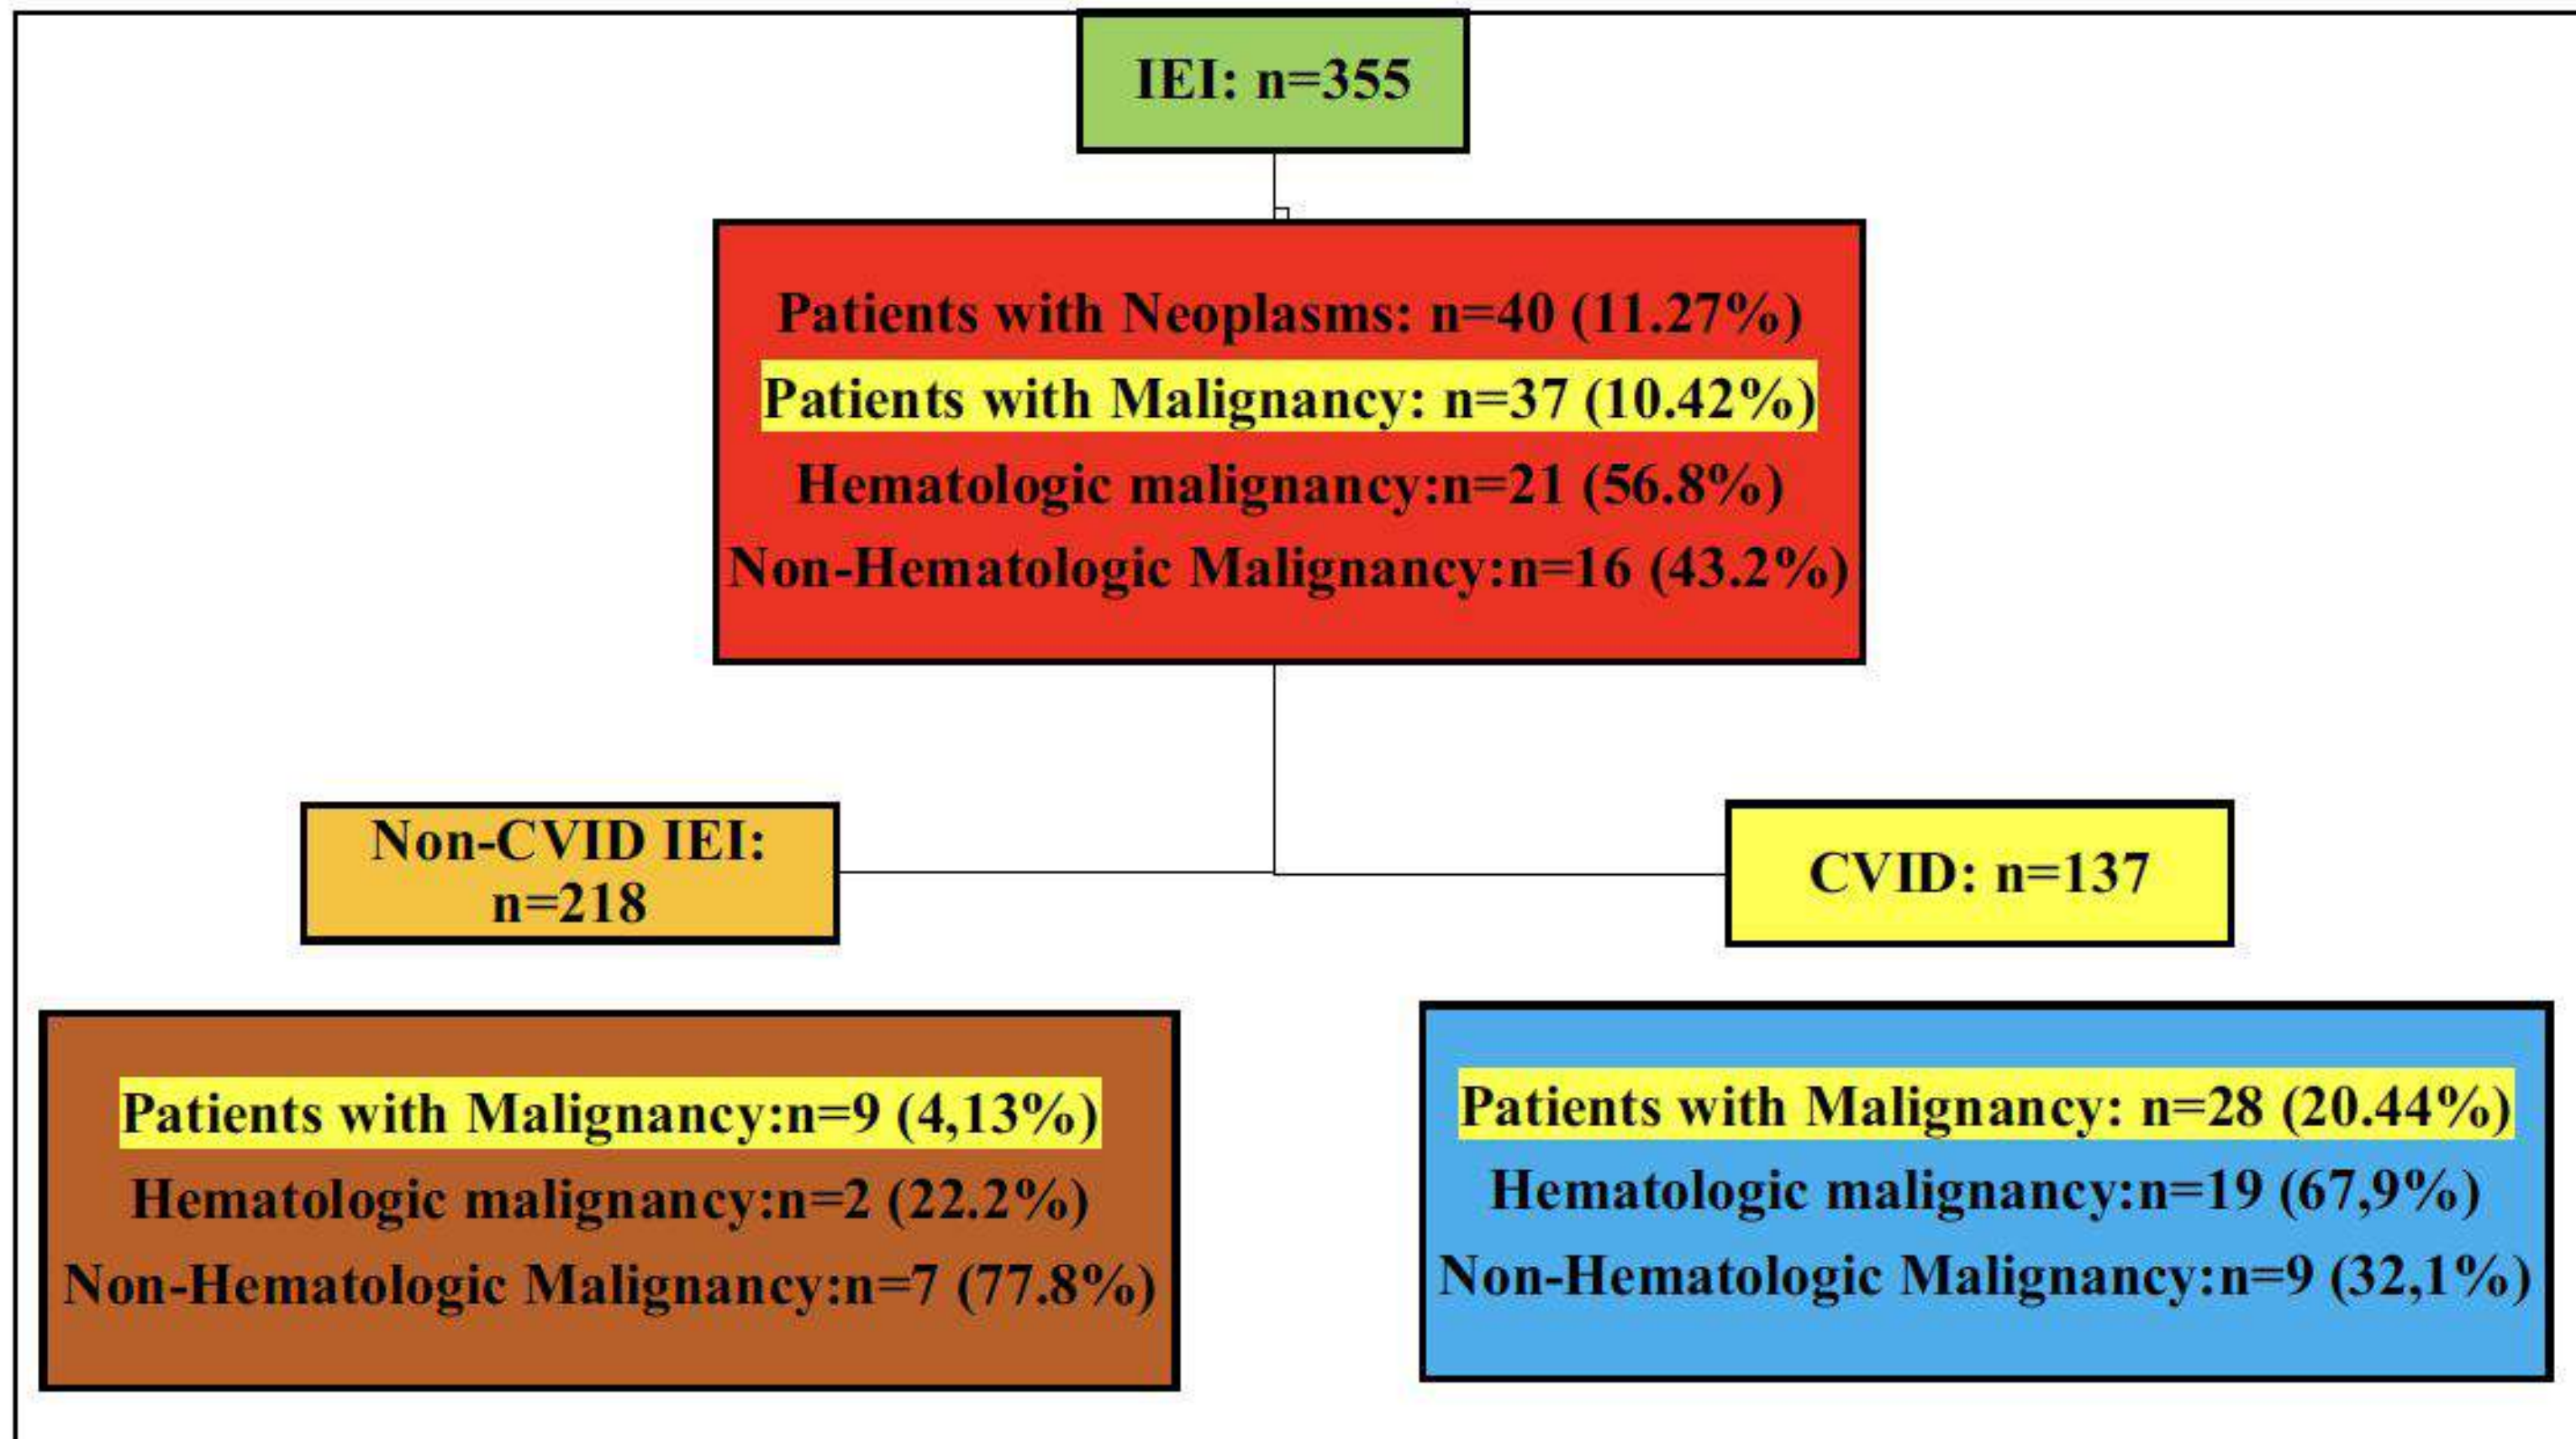 IEI: n=355
Patients with Neoplasms: n=40 (11.27%)
Patients with Malignancy: n=37 (10.42%)
Hematologic malignancy:n=21 (56.8%)
Non-Hematologic Malignancy:n=16 (43.2%)
Non-CVID IEI:
n=218
CVID: n=137
Patients with Malignancy:n=9 (4,13%)
Hematologic malignancy:n=2 (22.2%)
Non-Hematologic Malignancy:n=7 (77.8%)
Patients with Malignancy: n=28 (20.44%)
Hematologic malignancy:n=19 (67,9%)
Non-Hematologic Malignancy:n=9 (32,1%)